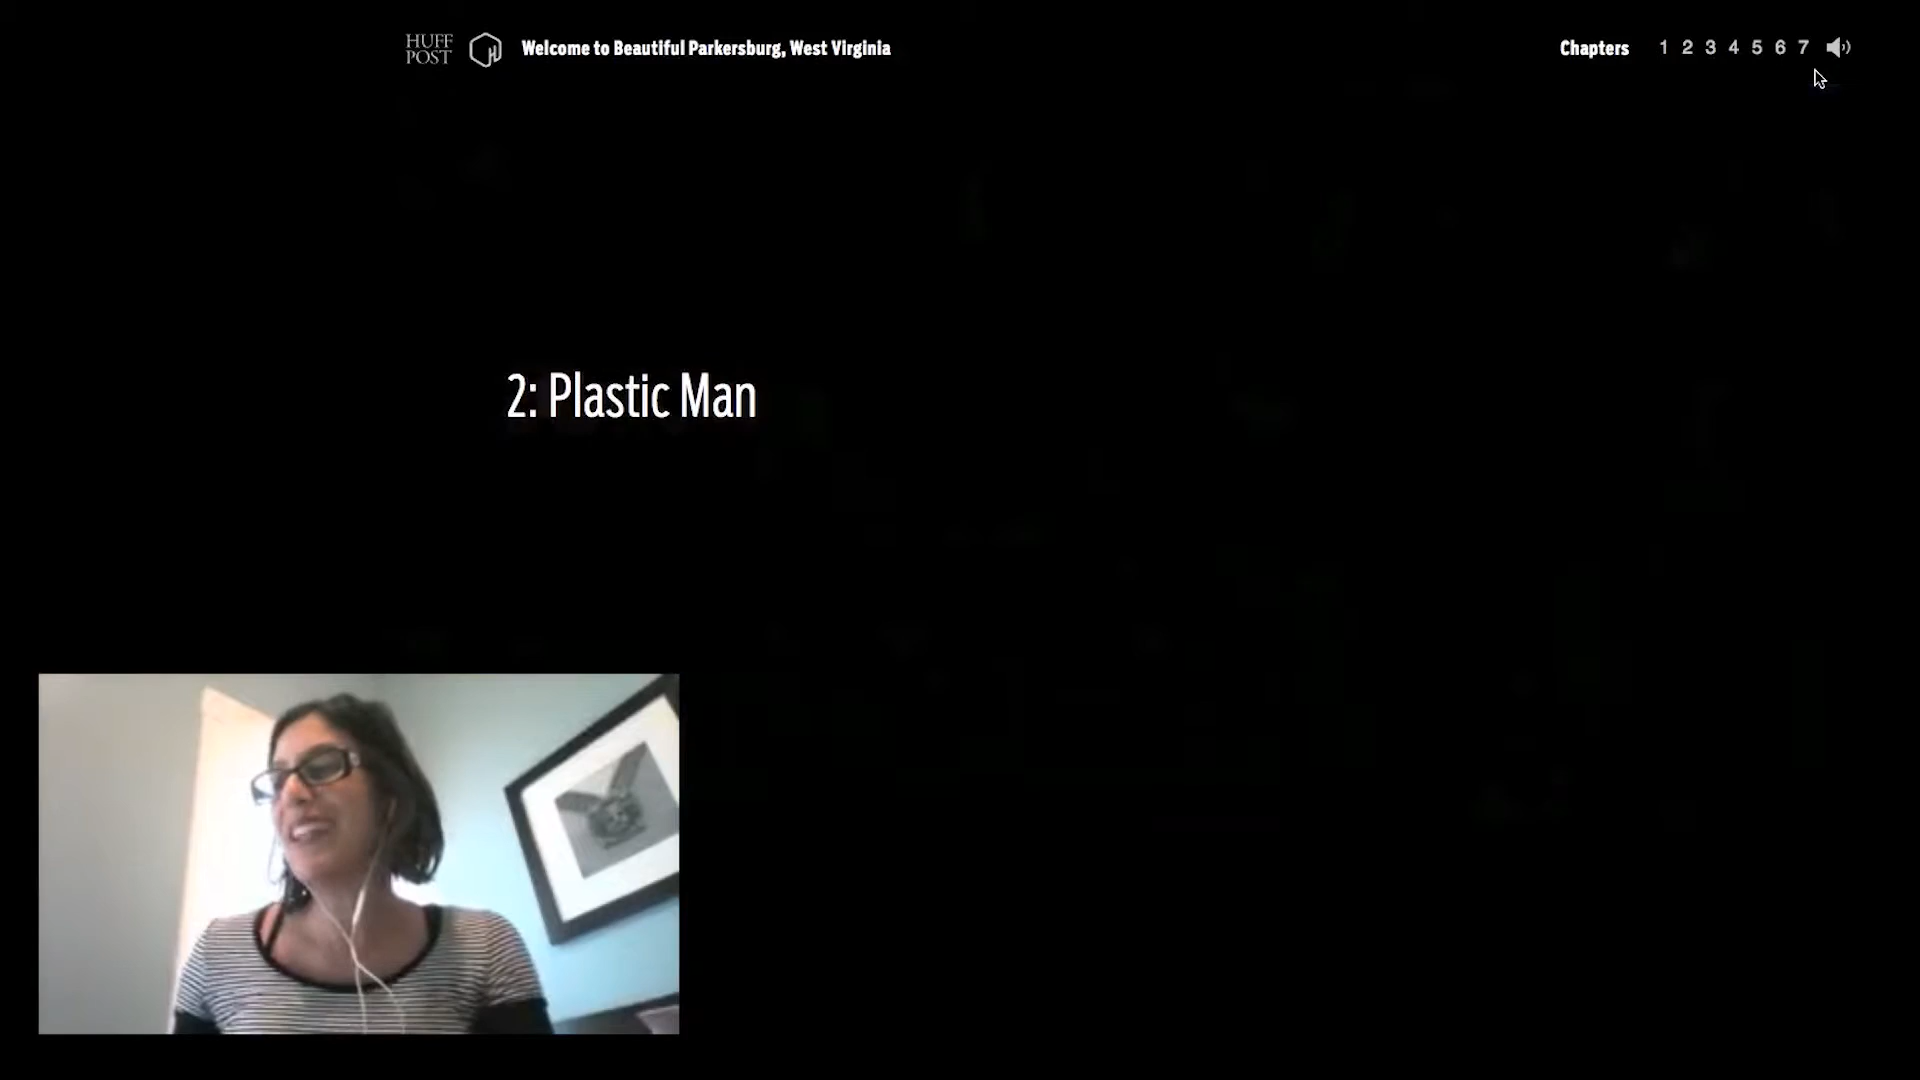 HUFF
POST
Welcome to Beautiful Parkersburg, West Virginia
Chapters 1 2 3 4 5 6 7
2: Plastic Man